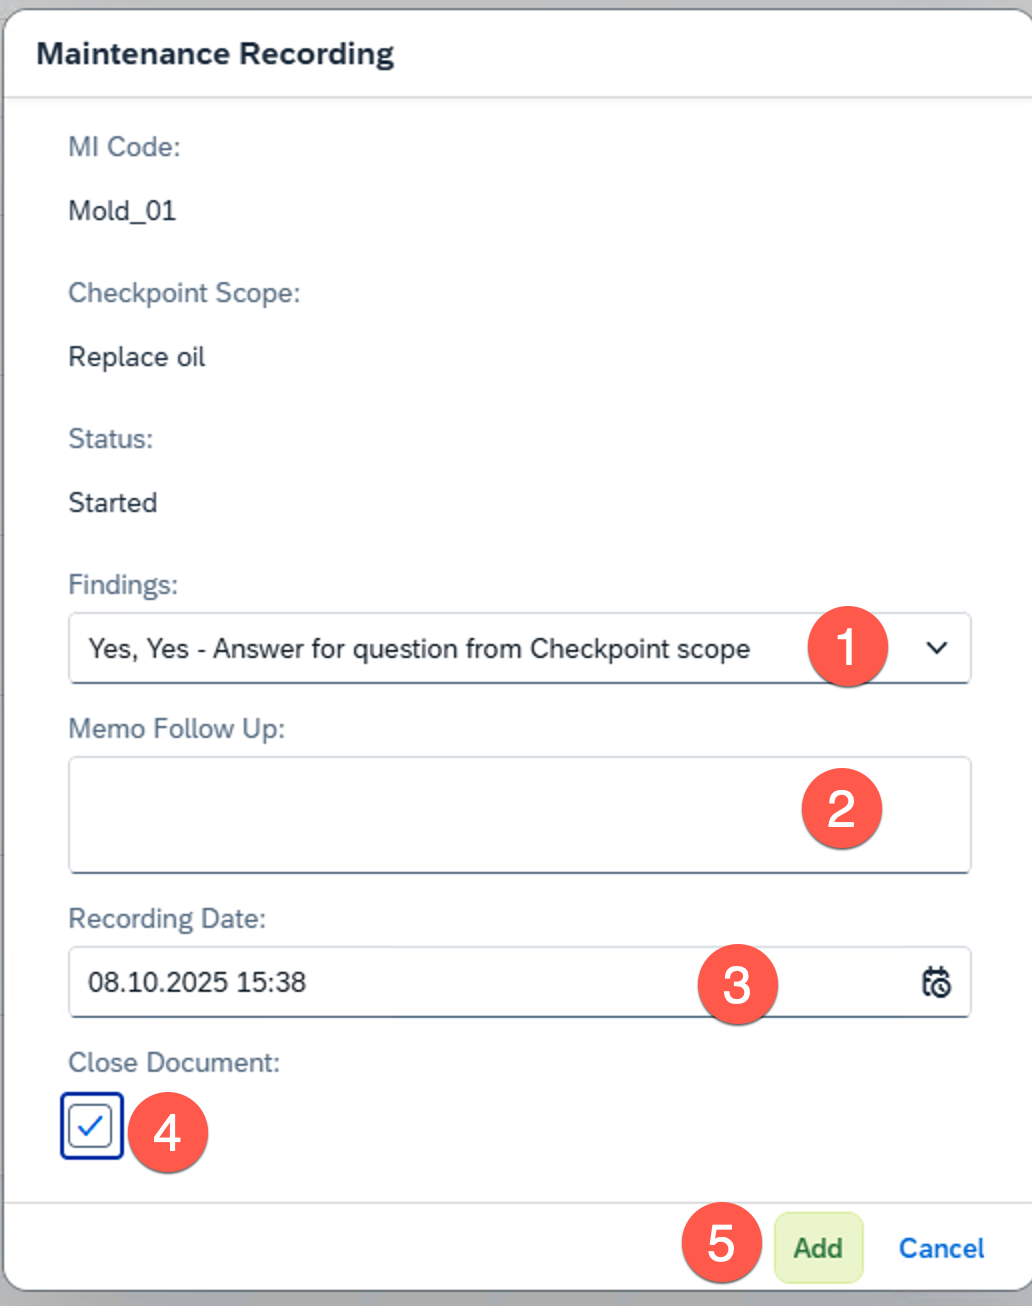 Maintenance Recording
MI Code:
Mold_01
Checkpoint Scope:
Replace oil
Status:
Started
Findings:
Yes, Yes - Answer for question from Checkpoint scope
1
Memo Follow Up:
2
Recording Date:
08.10.2025 15:38
3
Close Document:
4
5
Add
Cancel